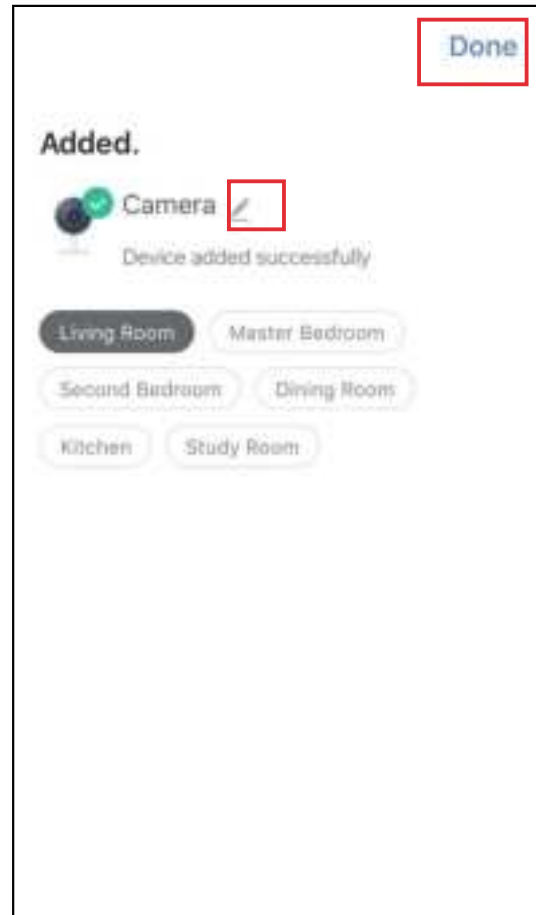 Done
Added.
Camera
Device added successfully
Living Room Master Bedroom
Second Bedroom Dining Room
Kitchen Study Room